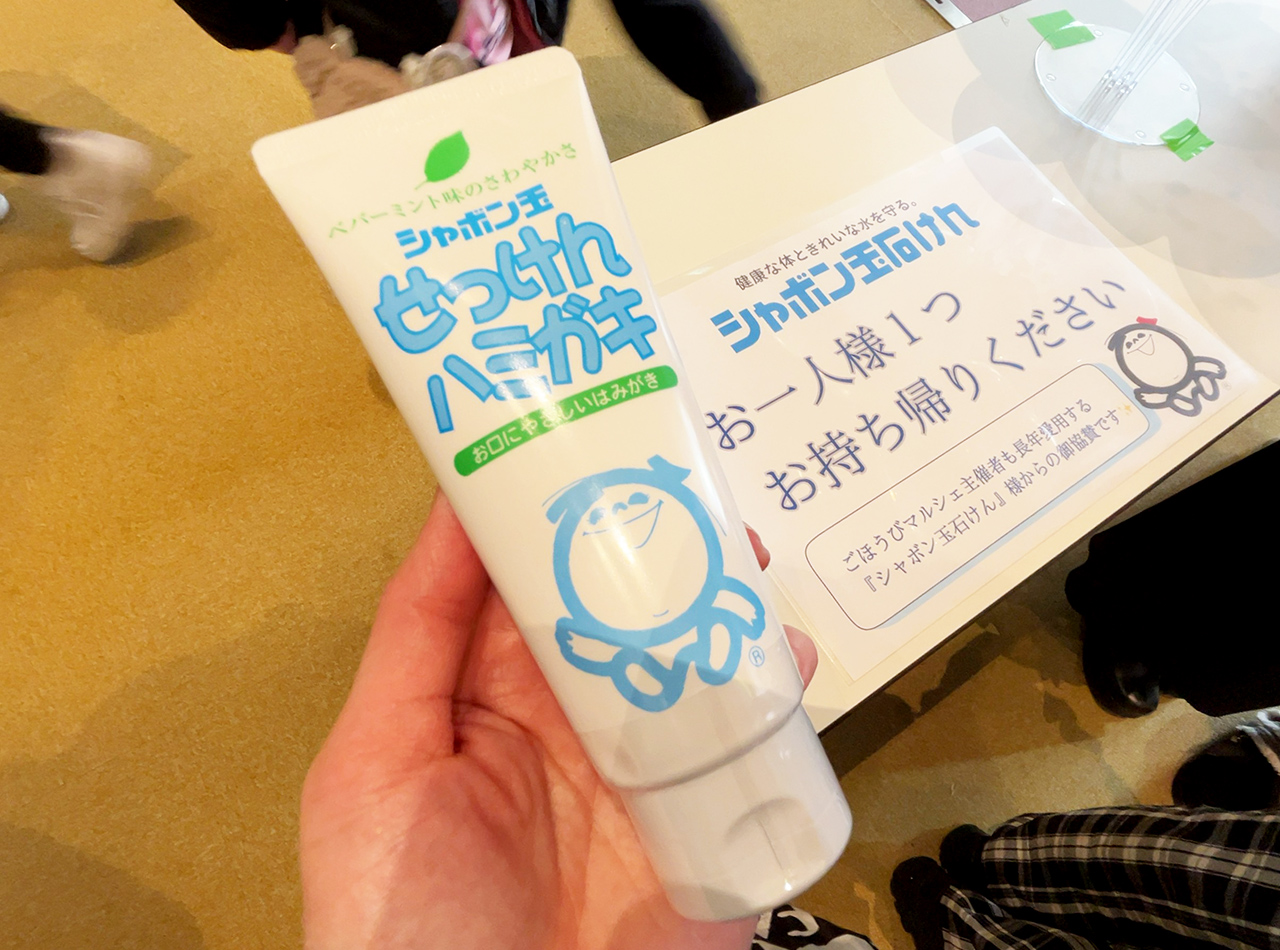 ペパーミント味のさわやかさ
シャボン玉
せっけん
ハミガキ
お口にやさしいはみがき
®
健康な体ときれいな水を守る。
シャボン玉石けん
お一人様1つ
お持ち帰りください
ごほうびマルシェ主催者も長年愛用する
『シャボン玉石けん』様からの御協賛です✨